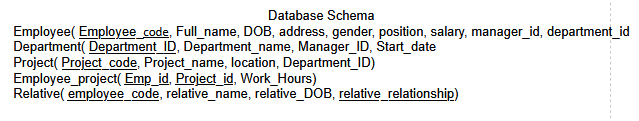 Database Schema
Employee( Employee_code, Full_name, DOB, address, gender, position, salary, manager_id, department_id
Department( Department_ID, Department_name, Manager_ID, Start_date
Project( Project_code, Project_name, location, Department_ID)
Employee_project( Emp_id, Project_id, Work_Hours)
Relative( employee_code, relative_name, relative_DOB, relative_relationship)